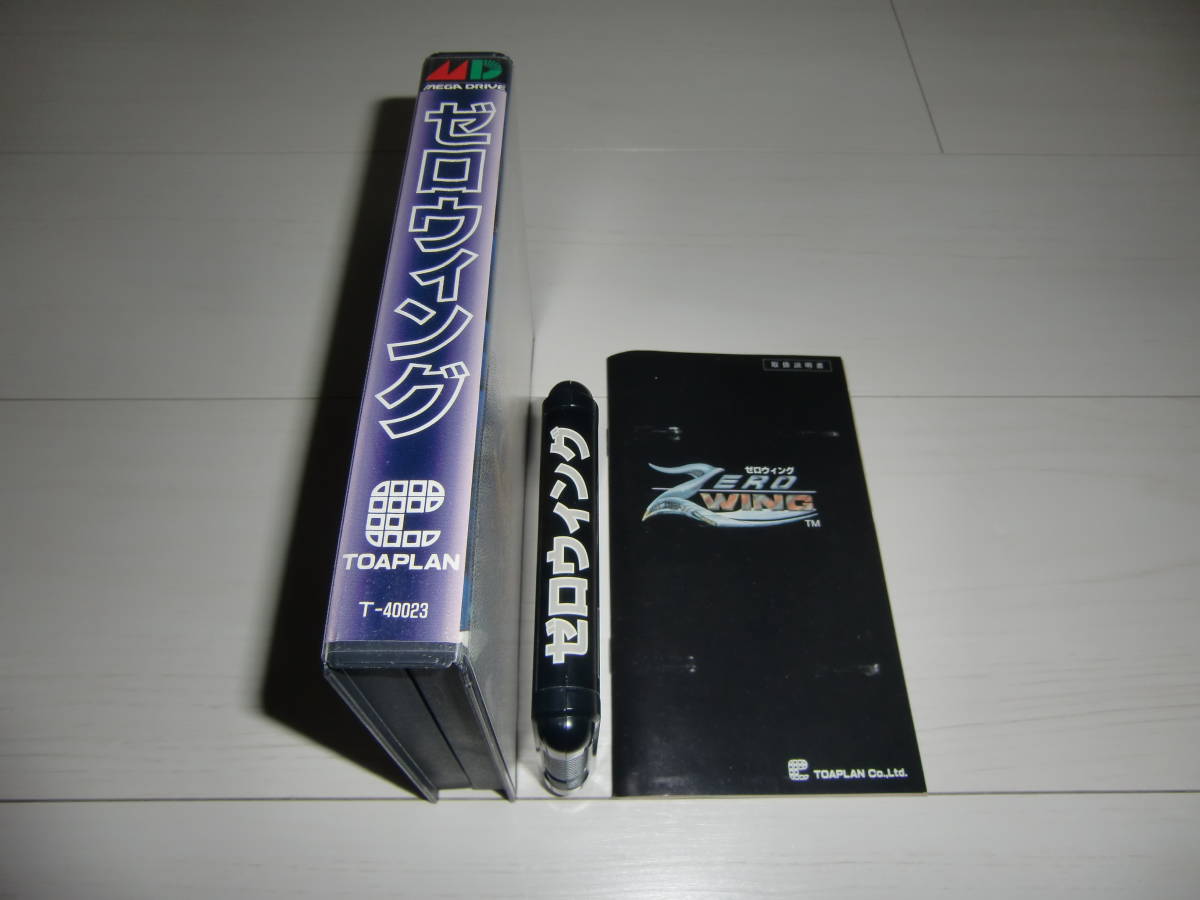 MD
MEGA DRIVE
ゼロウィング
TOAPLAN
T-40023
ゼロウィング
取扱説明書
ゼロウィング
ZERO
WING
TM
TOAPLAN Co.,Ltd.